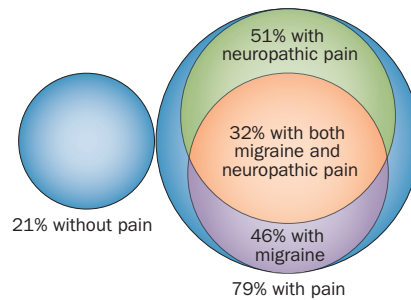 51% with
neuropathic pain
32% with both
migraine and
neuropathic pain
21% without pain
46% with
migraine
79% with pain